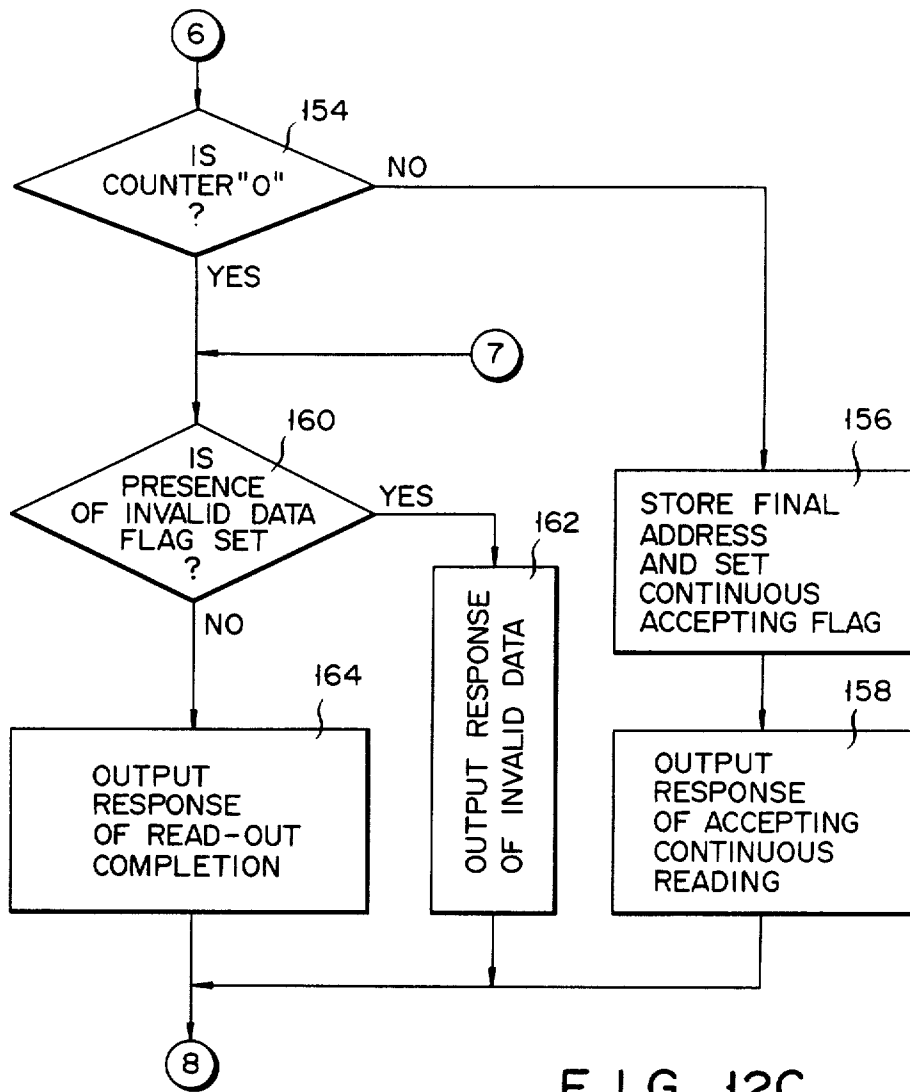 6
154
IS
COUNTER "O"
?
NO
YES
7
160
IS
PRESENCE
OF INVALID DATA
FLAG SET
?
YES
NO
162
OUTPUT RESPONSE
OF INVALID DATA
156
STORE FINAL
ADDRESS
AND SET
CONTINUOUS
ACCEPTING FLAG
164
OUTPUT
RESPONSE
OF READ-OUT
COMPLETION
158
OUTPUT
RESPONSE
OF ACCEPTING
CONTINUOUS
READING
8
FIG. 12C